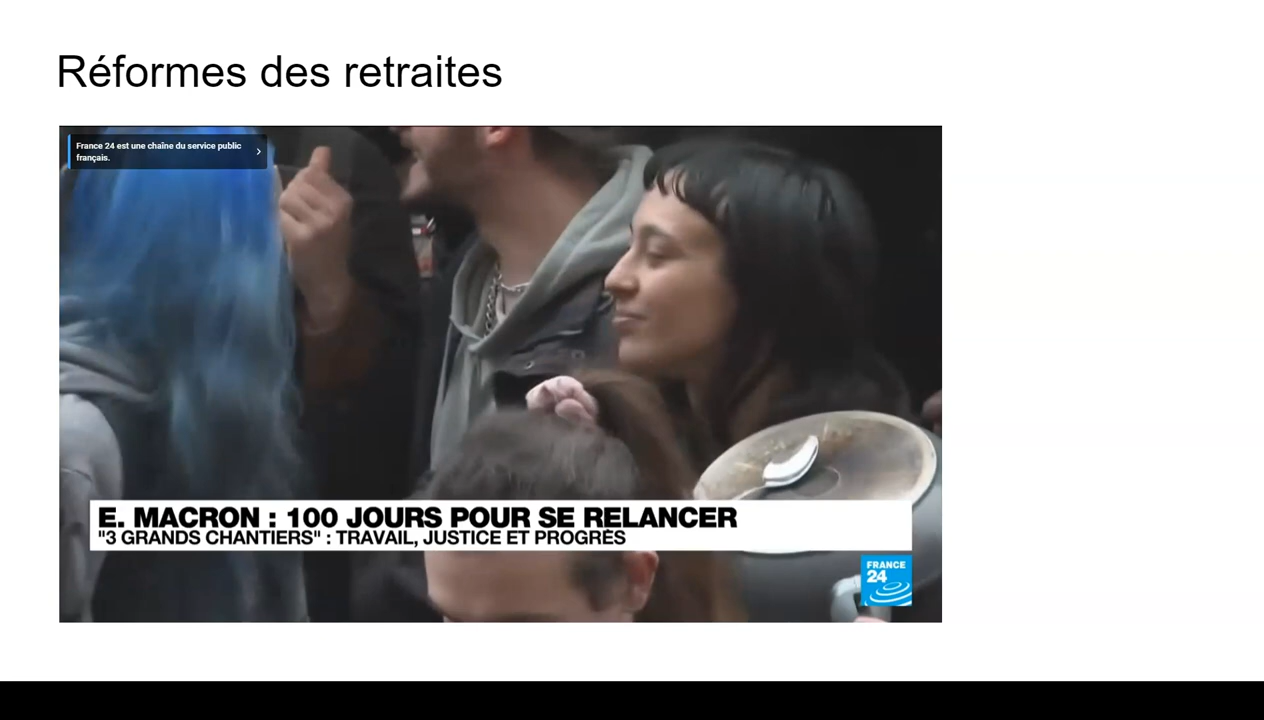 Réformes des retraites
France 24 est une chaîne du service public
français.
E. MACRON : 100 JOURS POUR SE RELANCER
"3 GRANDS CHANTIERS" : TRAVAIL, JUSTICE ET PROGRÈS
FRANCE
24